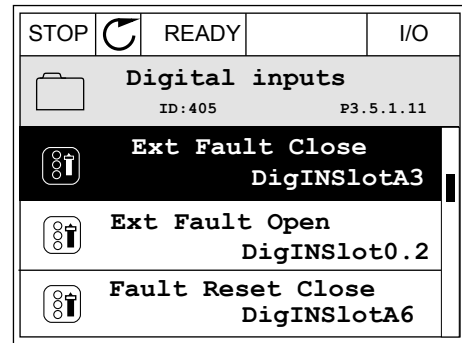 STOP READY I/O
Digital inputs
ID:405 P3.5.1.11
Ext Fault Close
DigINSlotA3
Ext Fault Open
DigINSlot0.2
Fault Reset Close
DigINSlotA6